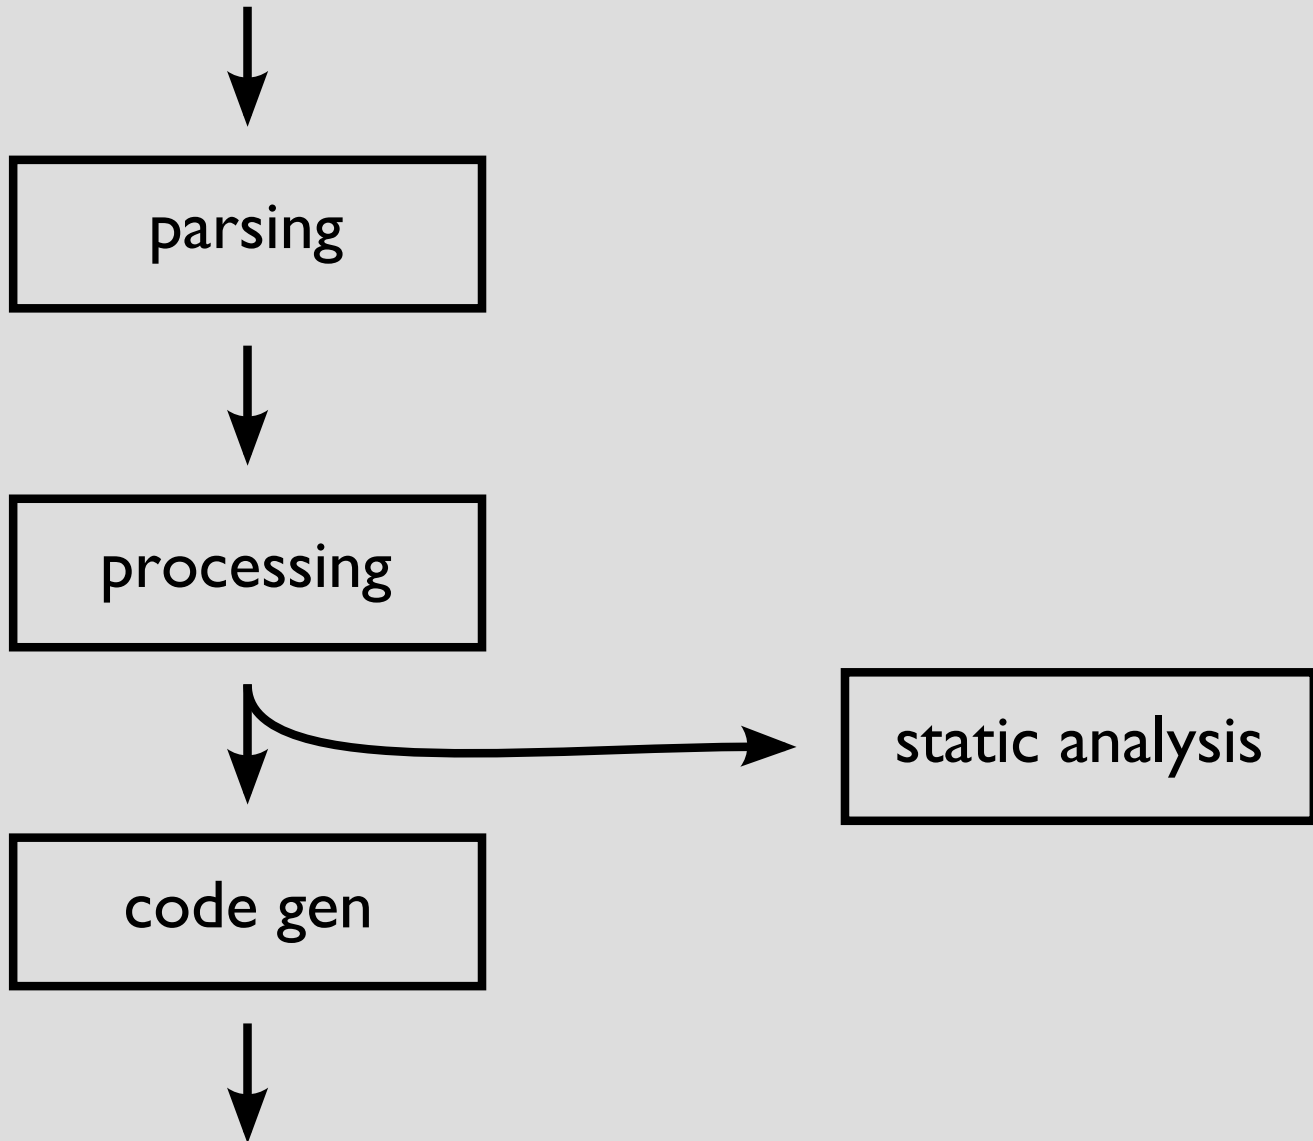 parsing
processing
static analysis
code gen